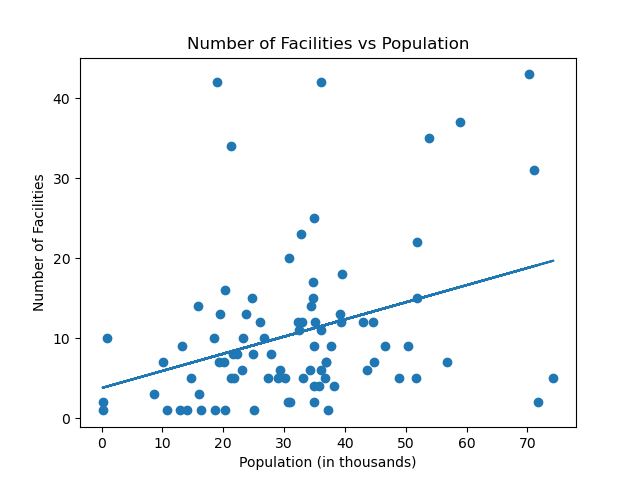 Number of Facilities vs Population
Number of Facilities
40
30
20
10
0
0 10 20 30 40 50 60 70
Population (in thousands)